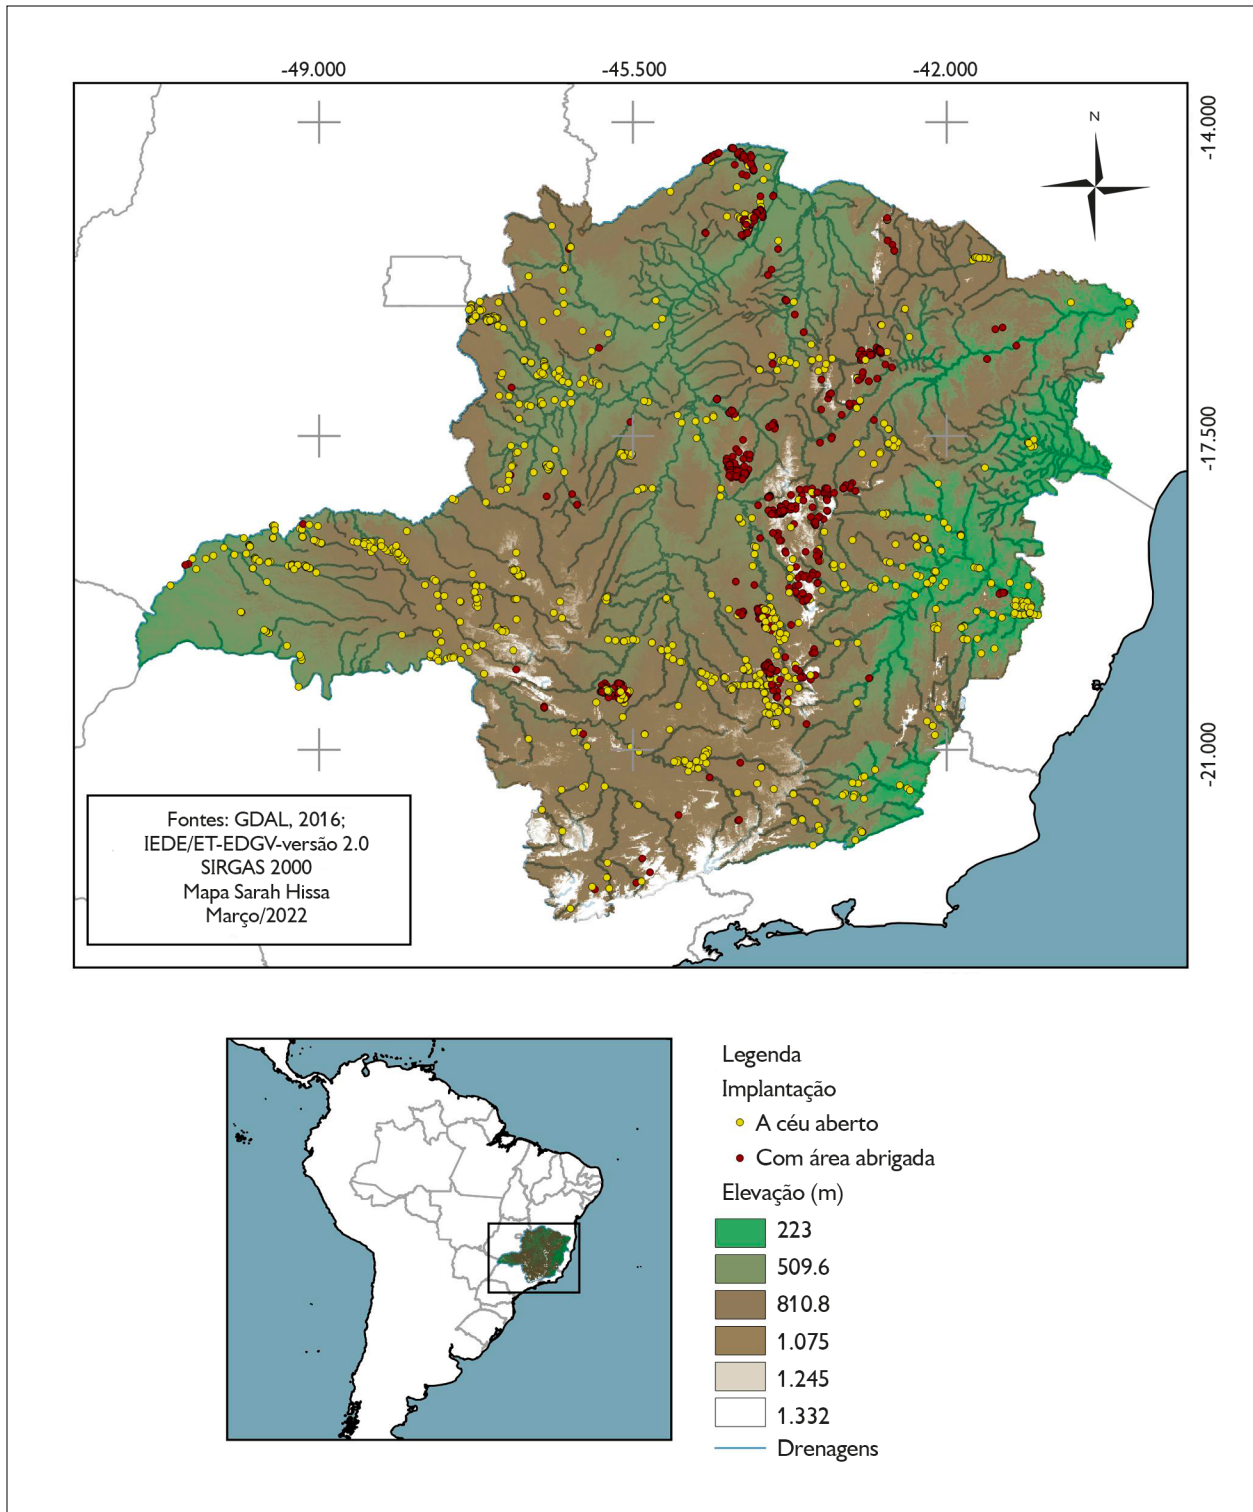 -49.000
-45.500
-42.000
-14.000
N
-17.500
-21.000
Fontes: GDAL, 2016;
IEDE/ET-EDGV-versão 2.0
SIRGAS 2000
Mapa Sarah Hissa
Março/2022
Legenda
Implantação
A céu aberto
Com área abrigada
Elevação (m)
223
509.6
810.8
1.075
1.245
1.332
Drenagens